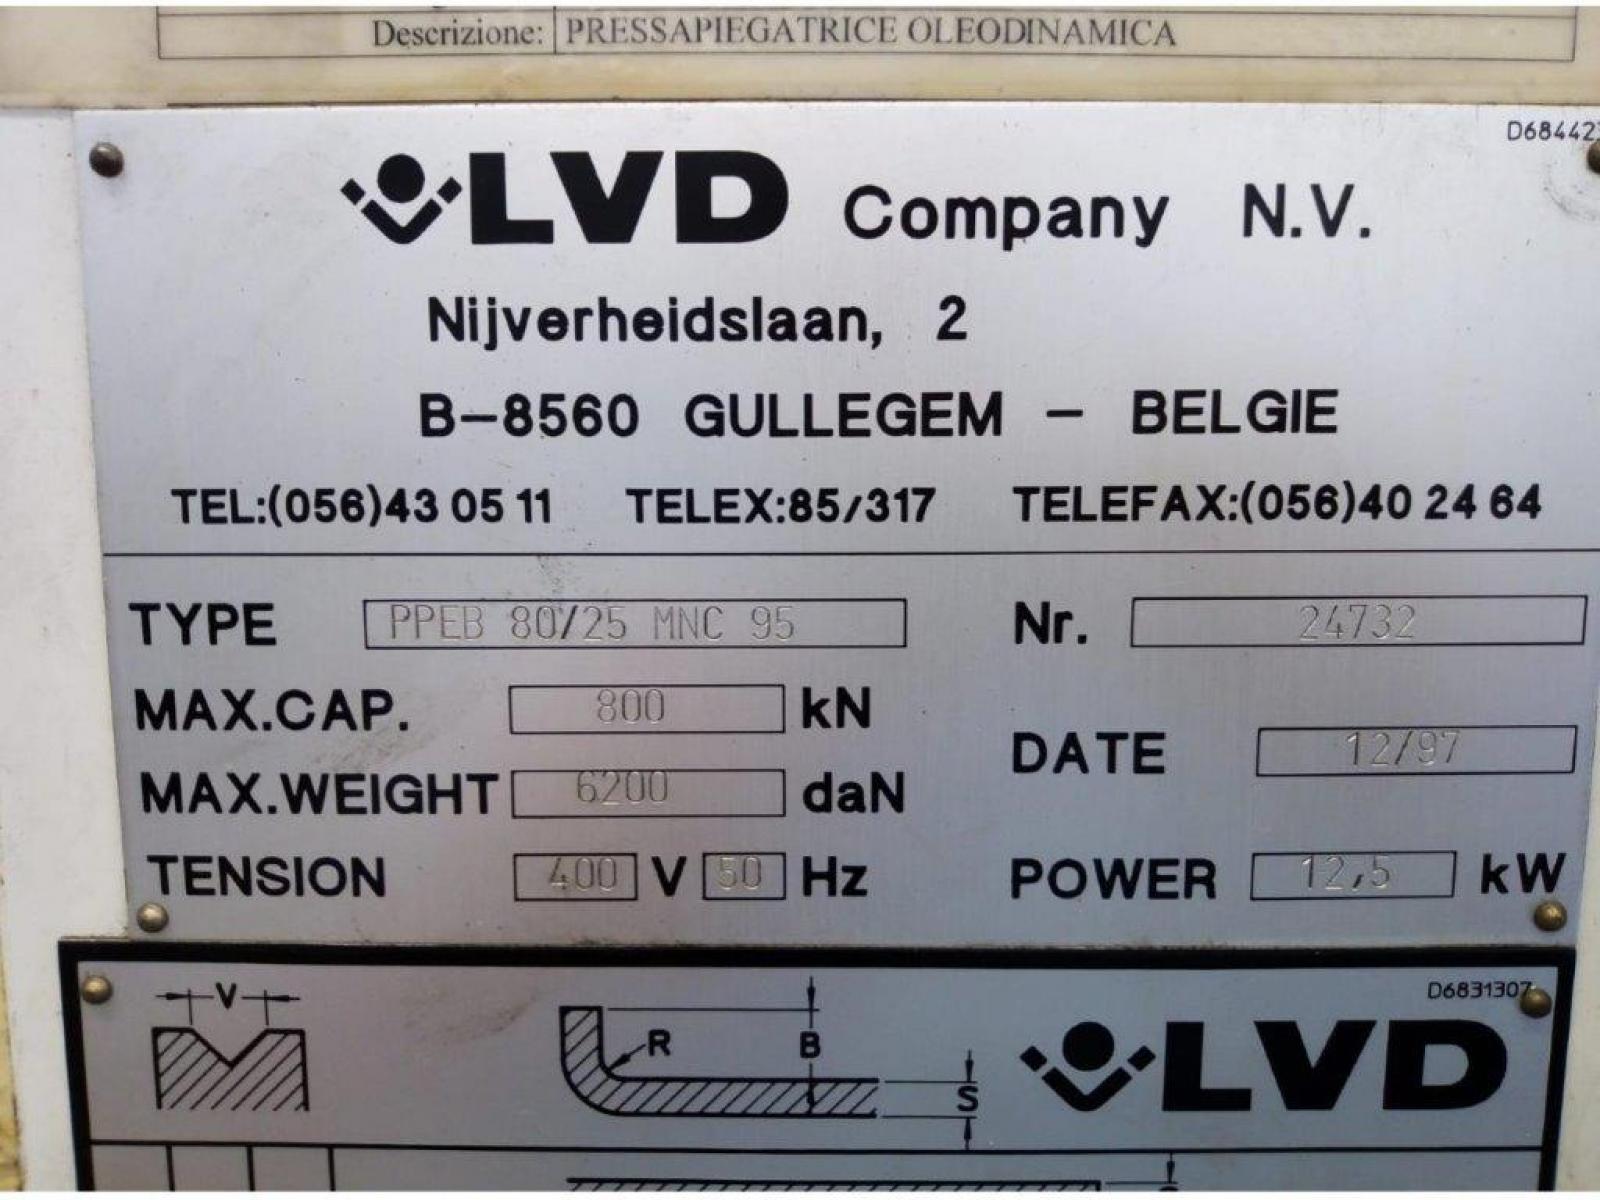 Descrizione: PRESSAPIEGATRICE OLEODINAMICA
LVD Company N.V.
Nijverheidslaan, 2
B-8560 GULLEGEM - BELGIE
TEL:(056)43 05 11 TELEX:85/317 TELEFAX:(056)40 24 64
TYPE PPEB 80/25 MNC 95 Nr. 24732
MAX.CAP. 800 kN
DATE 12/97
MAX.WEIGHT 6200 daN
TENSION 400 V 50 Hz POWER 12,5 kW
D6831307
V R B S LVD